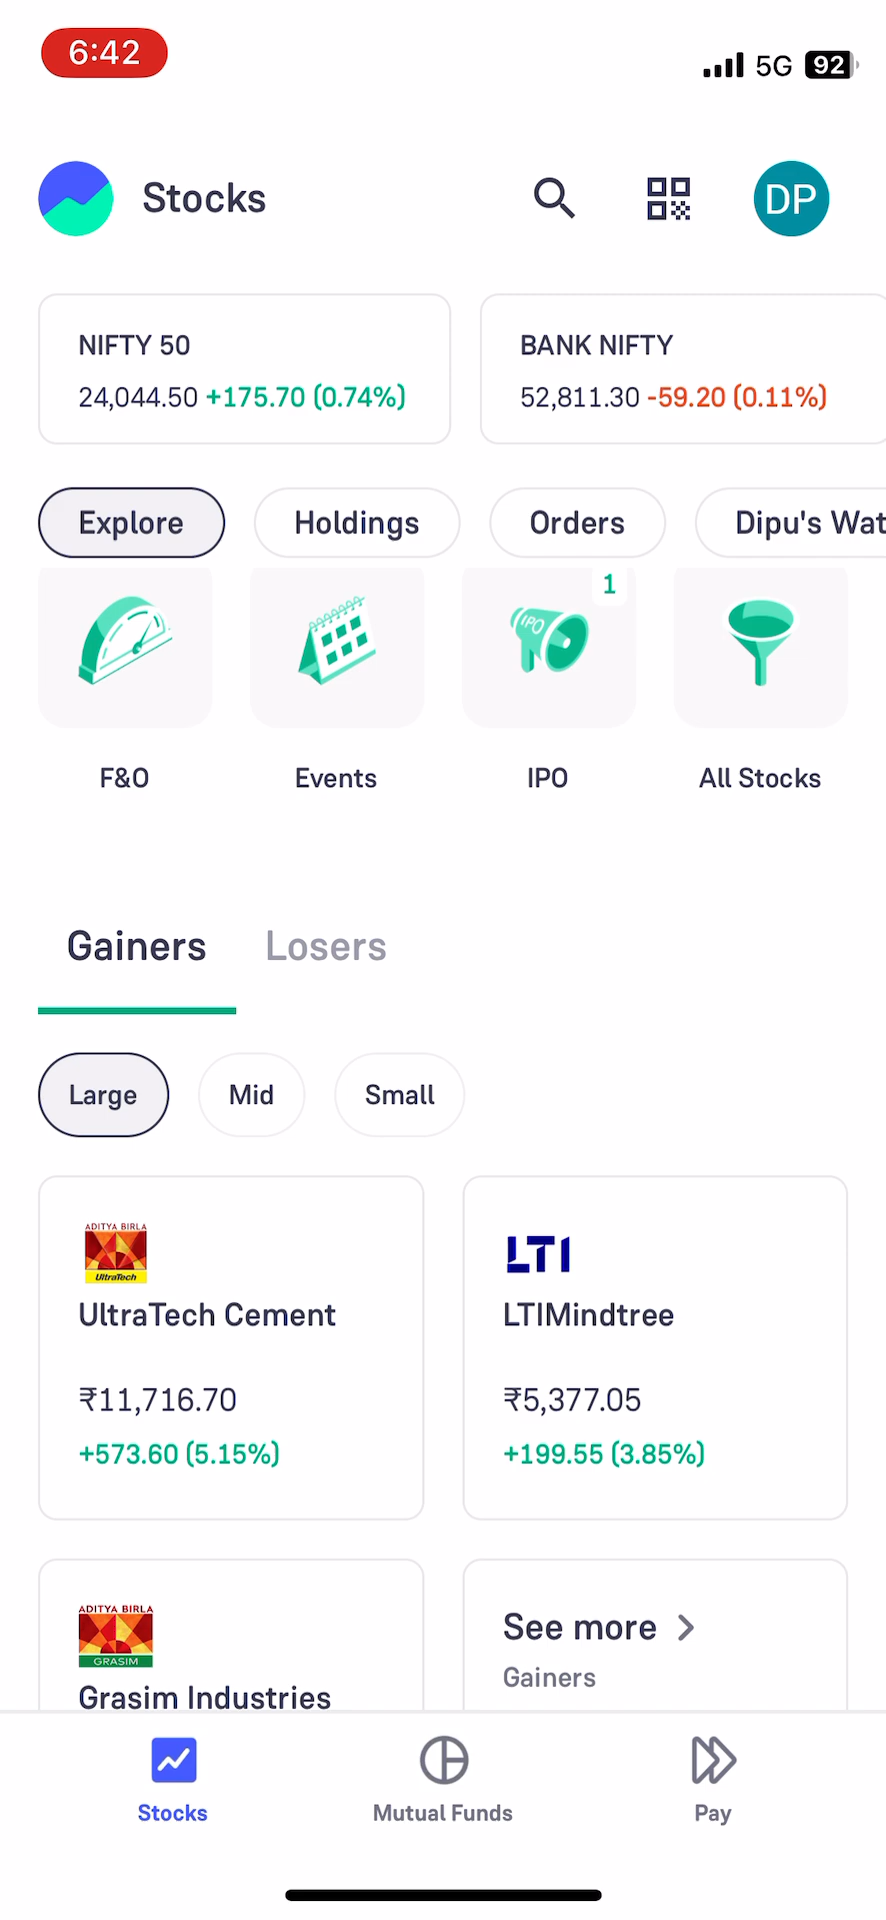 6:42
5G 92
Stocks
DP
NIFTY 50
24,044.50 +175.70 (0.74%)
BANK NIFTY
52,811.30 -59.20 (0.11%)
Explore
Holdings
Orders
Dipu's Wat
1
IPO
F&O
Events
IPO
All Stocks
Gainers
Losers
Large
Mid
Small
ADITYA BIRLA
UltraTech
UltraTech Cement
₹11,716.70
+573.60 (5.15%)
LTI
LTIMindtree
₹5,377.05
+199.55 (3.85%)
ADITYA BIRLA
GRASIM
Grasim Industries
See more
Gainers
Stocks
Mutual Funds
Pay